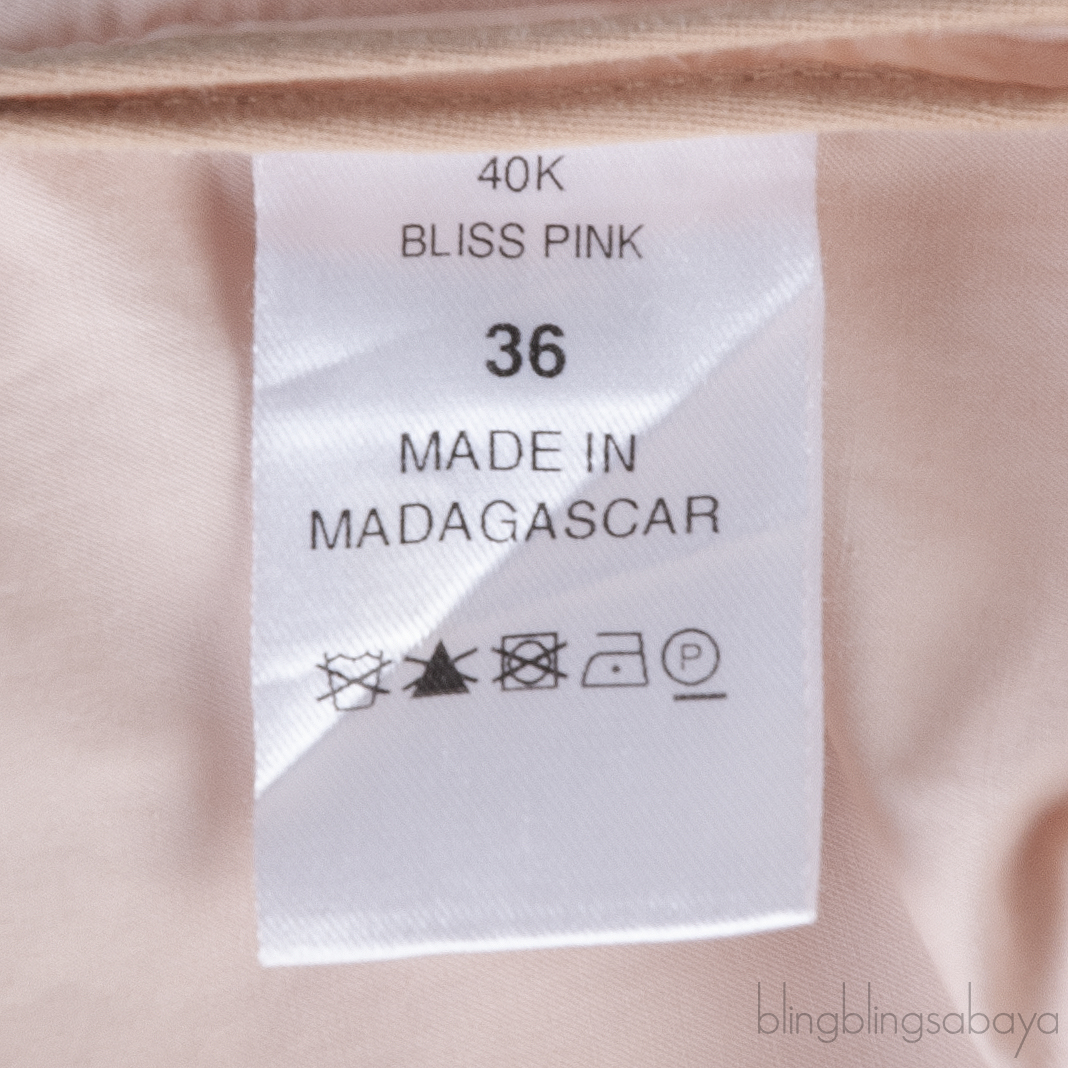 40K
BLISS PINK
36
MADE IN
MADAGASCAR
P
blingblingsabaya